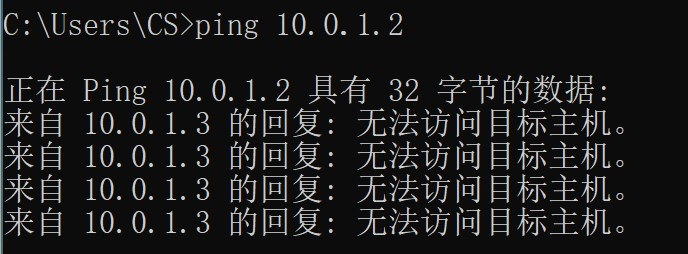 C:\Users\CS>ping 10.0.1.2
正在 Ping 10.0.1.2 具有 32 字节的数据:
来自 10.0.1.3 的回复: 无法访问目标主机。
来自 10.0.1.3 的回复: 无法访问目标主机。
来自 10.0.1.3 的回复: 无法访问目标主机。
来自 10.0.1.3 的回复: 无法访问目标主机。